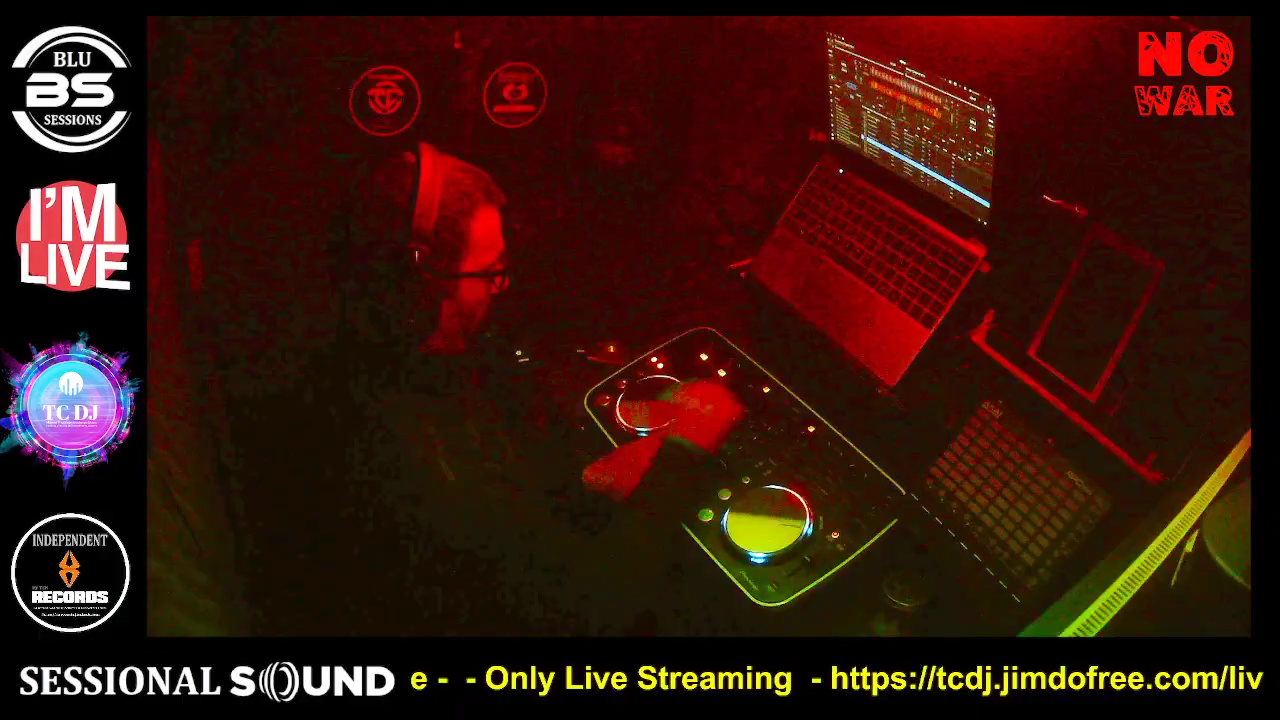 BLU
BS
SESSIONS
NO
WAR
I'M
LIVE
TC DJ
INDEPENDENT
RECORDS
SESSIONAL SOUND
e -  - Only Live Streaming  - https://tcdj.jimdofree.com/liv